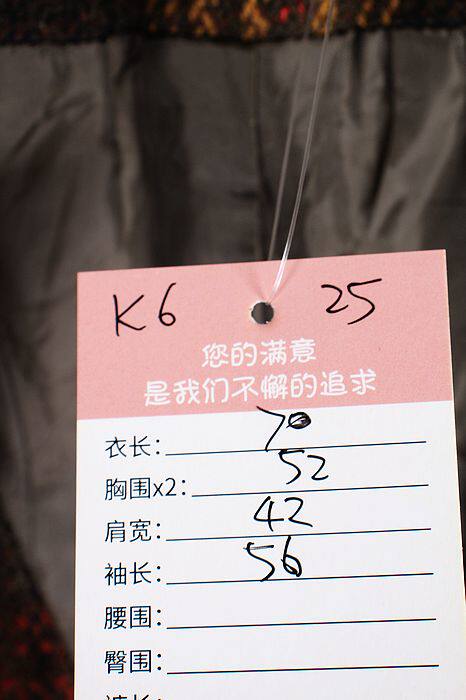 K6 25
您的满意
是我们不懈的追求
衣长: 70
胸围x2: 52
肩宽: 42
袖长: 56
腰围:
臀围: